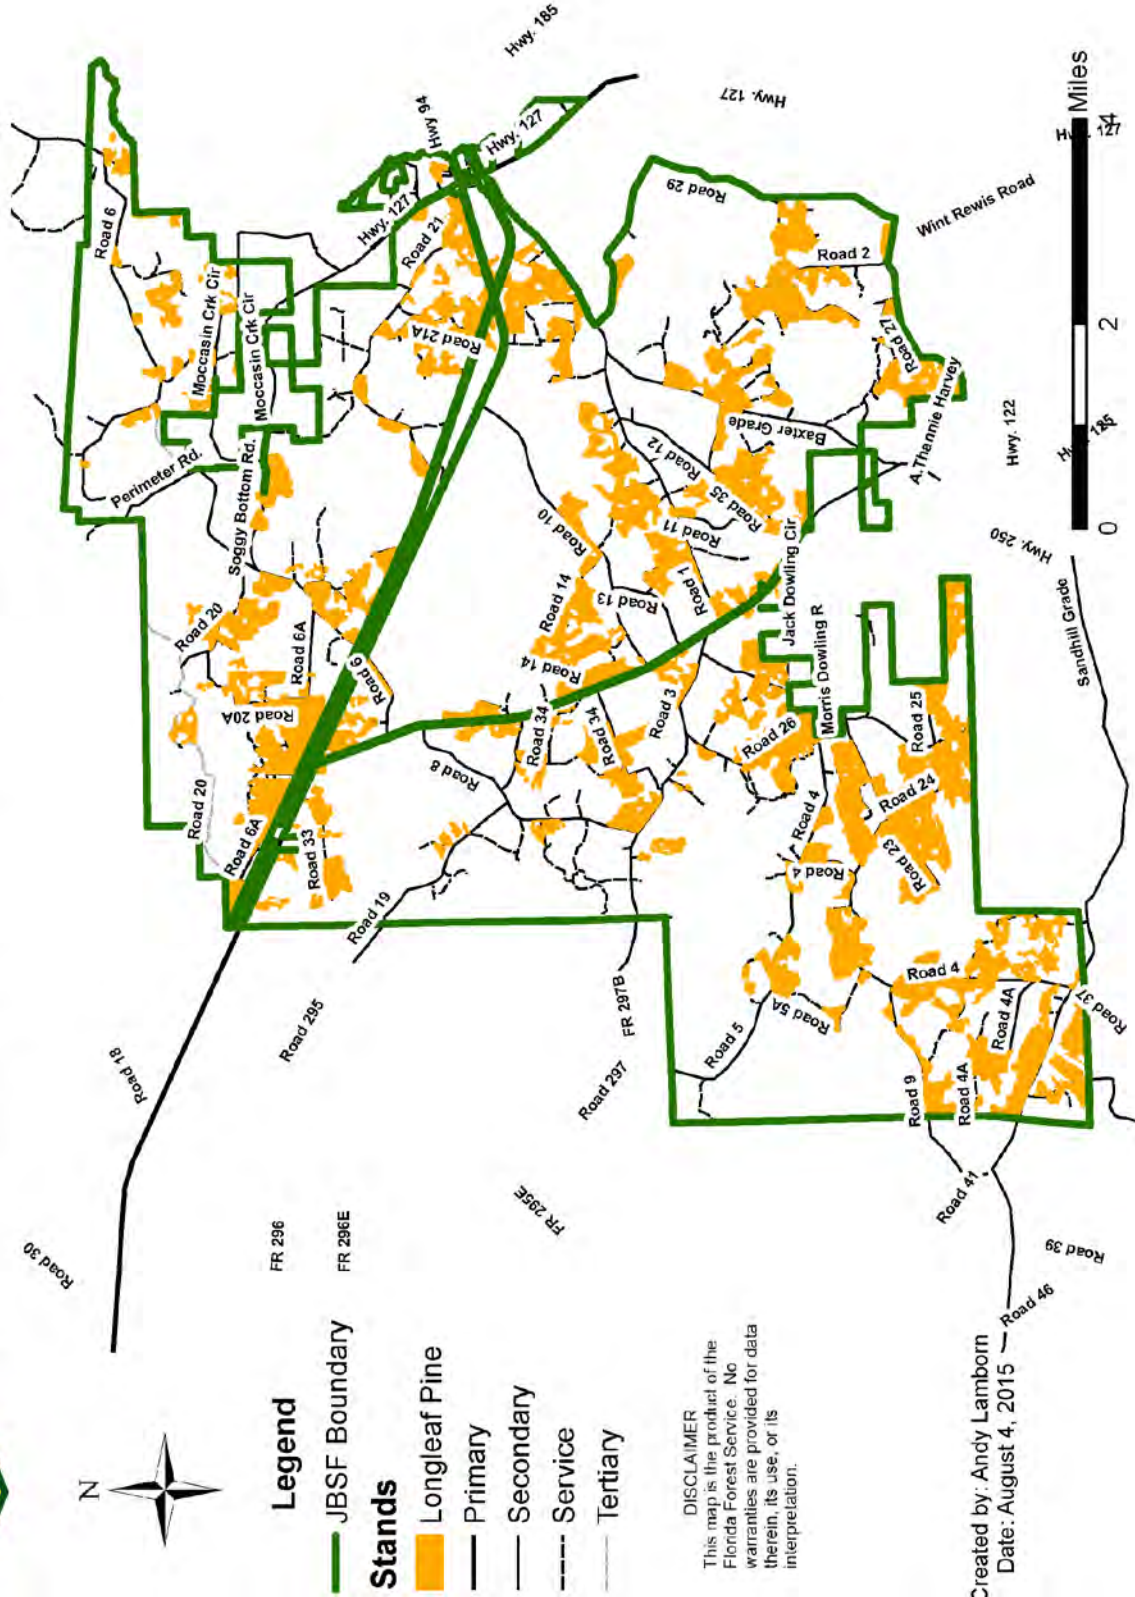 Hwy. 185
Hwy 94
Hwy. 127
Hwy. 127
Hwy. 127
Road 6
Road 21
Road 29
Moccasin Crk Cir
Moccasin Crk Cir
Road 21A
Road 2
Wint Rewis Road
Hwy. 127
4
Miles
Perimeter Rd.
Soggy Bottom Rd.
Road 27
A. Thennie Harvey
Baxter Grade
Road 12
Road 35
Road 11
Road 10
Hwy. 122
2
Hwy. 185
0
Hwy. 250
Road 20
Road 6A
Road 20A
Road 6
Road 14
Road 13
Road 1
Jack Dowling Cir
Road 14
Morris Dowling R
Sandhill Grade
Road 34
Road 34
Road 3
Road 26
Road 25
Road 8
Road 20
Road 6A
Road 33
Road 4
Road 24
Road 23
Road 4
Road 19
FR 297B
Road 4
Road 4A
Road 37
Road 5A
Road 5
Road 295
Road 297
Road 9
Road 4A
Road 18
Road 41
FR 295E
Road 39
Road 46
Road 30
FR 296
FR 296E
N
Legend
JBSF Boundary
Stands
Longleaf Pine
Primary
Secondary
Service
Tertiary
DISCLAIMER
This map is the product of the
Florida Forest Service. No
warranties are provided for data
therein, its use, or its
interpretation.
Created by: Andy Lamborn
Date: August 4, 2015